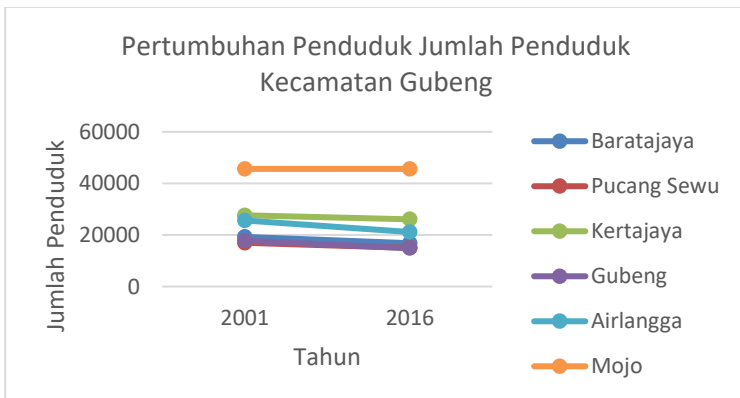 Pertumbuhan Penduduk Jumlah Penduduk
Kecamatan Gubeng
Jumlah Penduduk
60000
40000
20000
0
2001
2016
Tahun
Baratajaya
Pucang Sewu
Kertajaya
Gubeng
Airlangga
Mojo